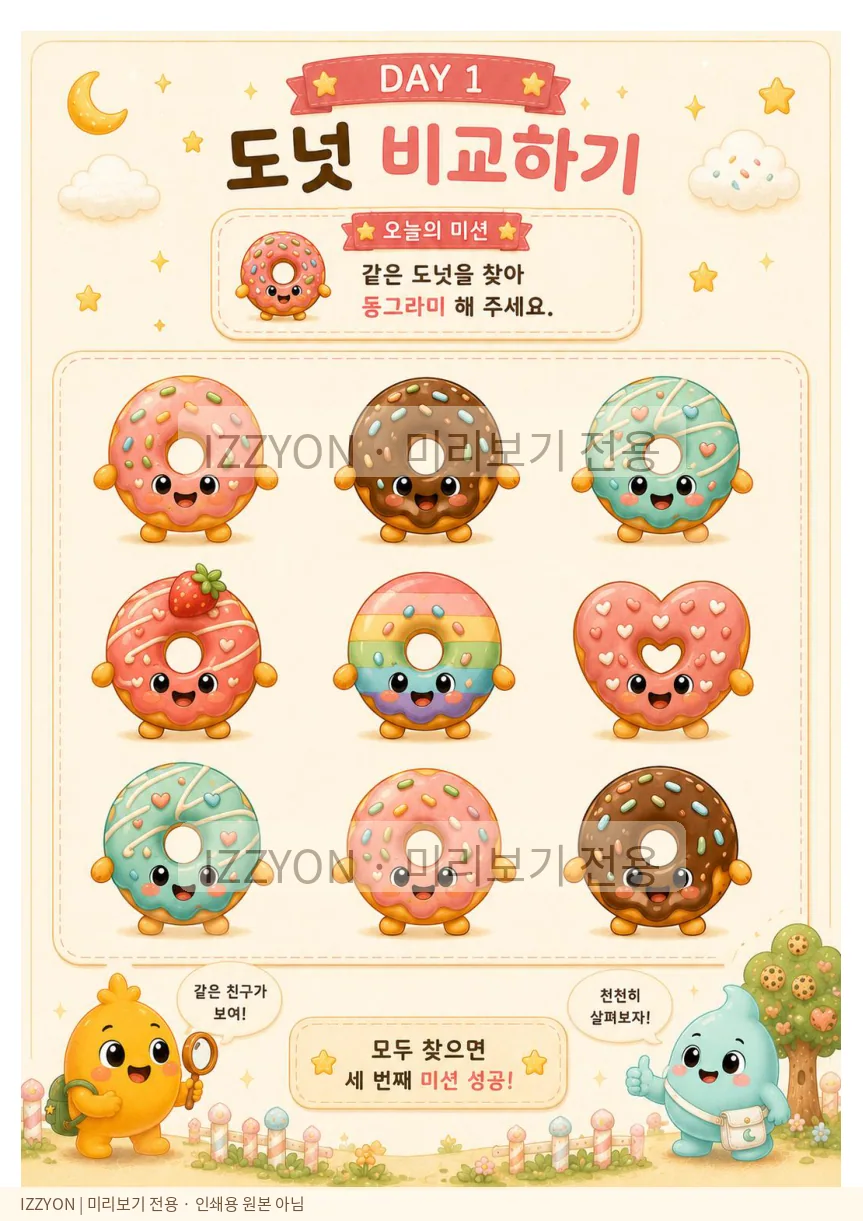 DAY 1
도넛 비교하기
오늘의 미션
같은 도넛을 찾아
동그라미 해 주세요.
IZZYON · 미리보기 전용
IZZYON · 미리보기 전용
같은 친구가
보여!
천천히
살펴보자!
모두 찾으면
세 번째 미션 성공!
IZZYON | 미리보기 전용 · 인쇄용 원본 아님